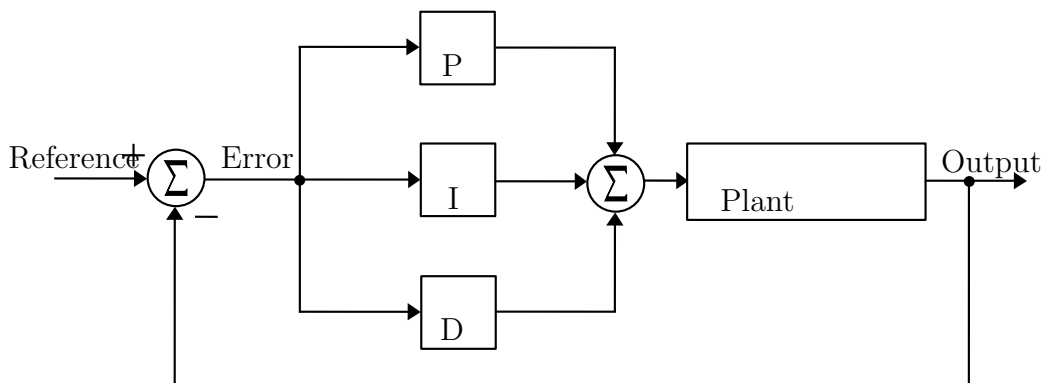 P
Reference
+
Σ
Error
I
Σ
Plant
Output
−
D